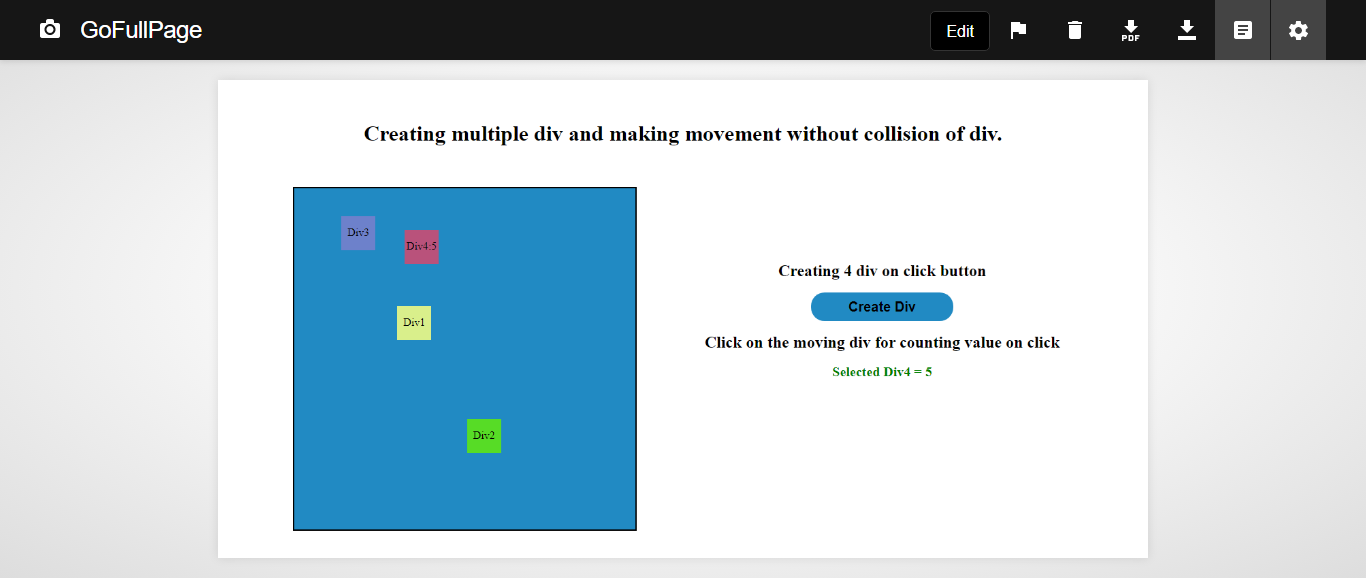 GoFullPage
Edit
PDF
Creating multiple div and making movement without collision of div.
Div3
Div4:5
Div1
Div2
Creating 4 div on click button
Create Div
Click on the moving div for counting value on click
Selected Div4 = 5